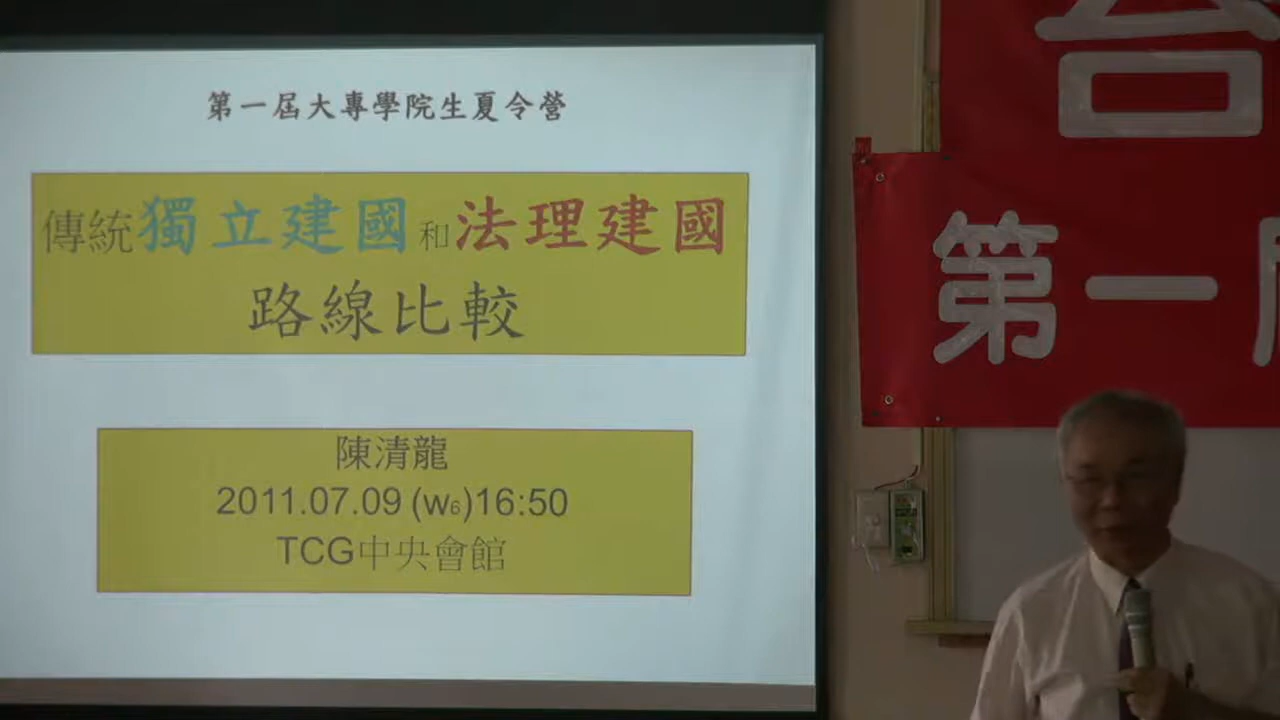 第一屆大專學院生夏令營
傳統獨立建國和法理建國
路線比較
陳清龍
2011.07.09 (w6)16:50
TCG中央會館
台
第一